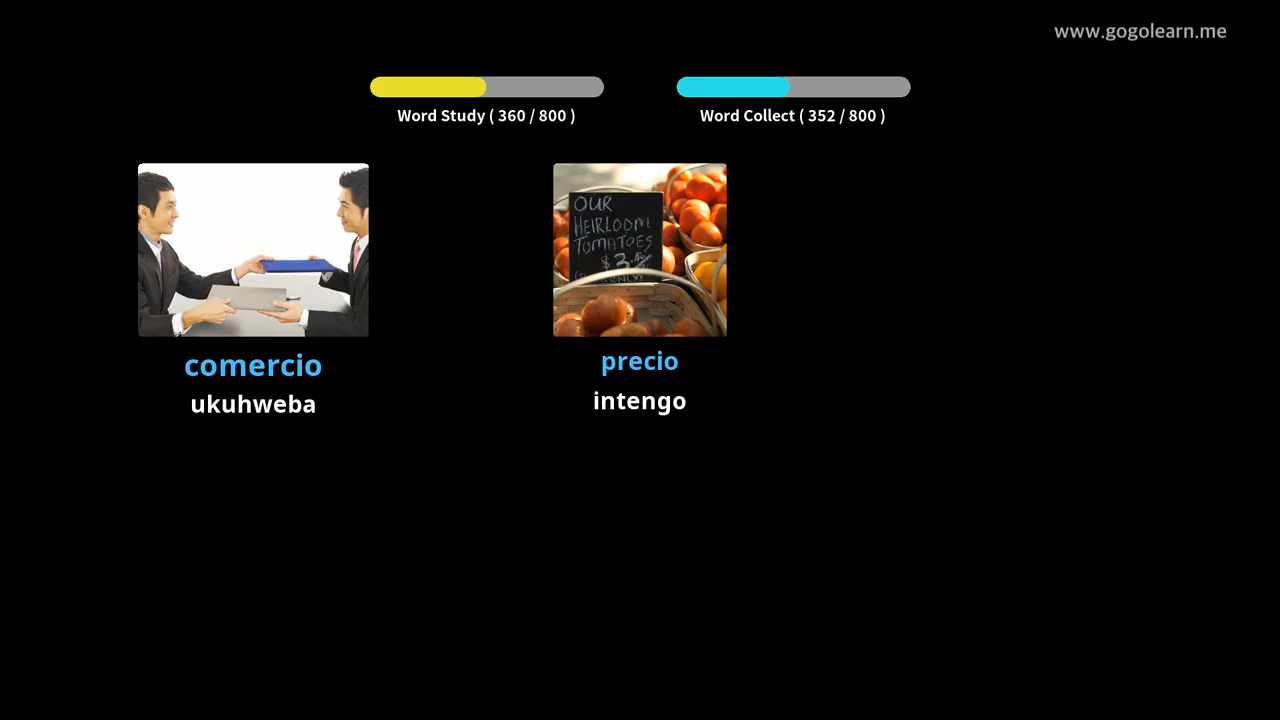 www.gogolearn.me
Word Study ( 360 / 800 )
Word Collect ( 352 / 800 )
OUR
HEIRLOOM
TOMATOES
comercio
ukuhweba
precio
intengo